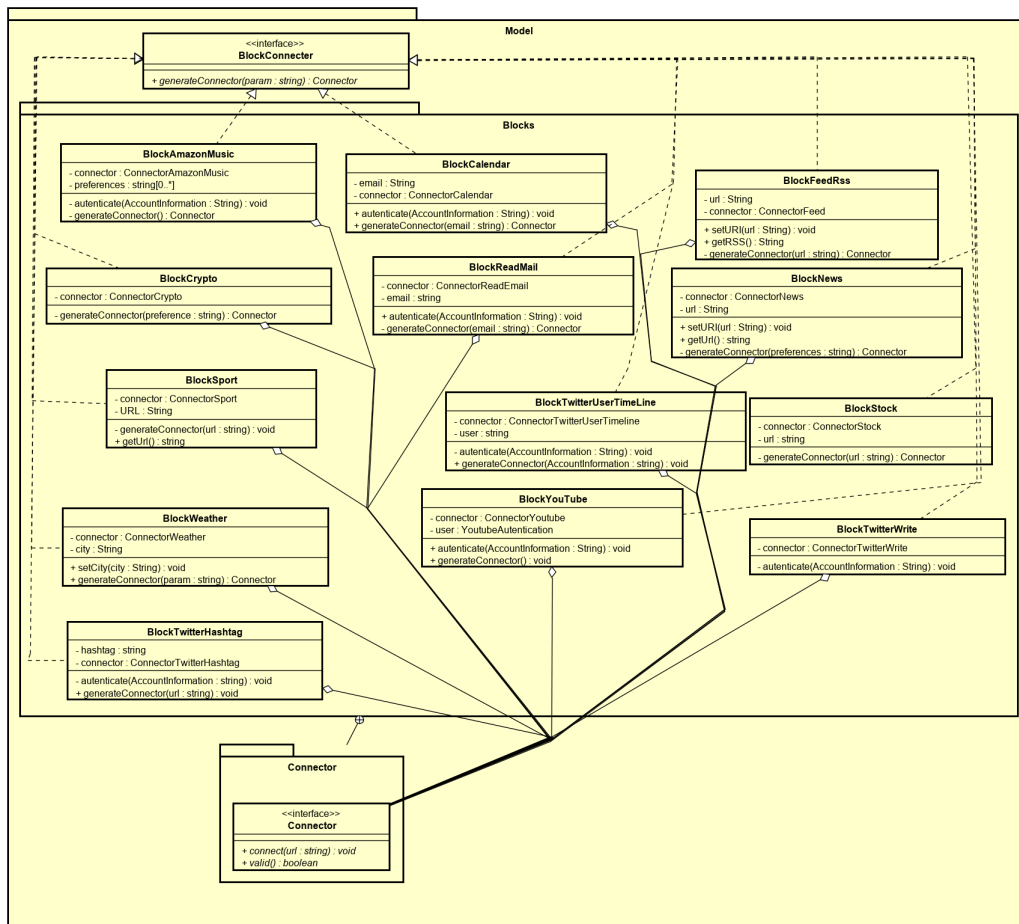 Model
<<interface>>
BlockConnecter
+ generateConnector(param : string) : Connector
Blocks
BlockAmazonMusic
- connector : ConnectorAmazonMusic
- preferences : string[0..*]
- autenticate(AccountInformation : String) : void
- generateConnector() : Connector
BlockCalendar
- email : String
- connector : ConnectorCalendar
+ autenticate(AccountInformation : String) : void
+ generateConnector(email : string) : Connector
BlockFeedRss
- url : String
- connector : ConnectorFeed
+ setURI(url : String) : void
+ getRSS() : String
- generateConnector(url : string) : Connector
BlockCrypto
- connector : ConnectorCrypto
- generateConnector(preference : string) : Connector
BlockReadMail
- connector : ConnectorReadEmail
- email : string
+ autenticate(AccountInformation : String) : void
- generateConnector(email : string) : Connector
BlockNews
- connector : ConnectorNews
- url : String
+ setURI(url : String) : void
+ getUrl() : string
- generateConnector(preferences : string) : Connector
BlockSport
- connector : ConnectorSport
- URL : String
- generateConnector(url : string) : void
+ getUrl() : string
BlockTwitterUserTimeLine
- connector : ConnectorTwitterUserTimeline
- user : string
- autenticate(AccountInformation : String) : void
+ generateConnector(AccountInformation : string) : void
BlockStock
- connector : ConnectorStock
- url : string
- generateConnector(url : string) : Connector
BlockWeather
- connector : ConnectorWeather
- city : String
+ setCity(city : String) : void
+ generateConnector(param : string) : Connector
BlockYouTube
- connector : ConnectorYoutube
- user : YoutubeAutentication
+ autenticate(AccountInformation : String) : void
+ generateConnector() : void
BlockTwitterWrite
- connector : ConnectorTwitterWrite
- autenticate(AccountInformation : String) : void
BlockTwitterHashtag
- hashtag : string
- connector : ConnectorTwitterHashtag
- autenticate(AccountInformation : string) : void
+ generateConnector(url : string) : void
Connector
<<interface>>
Connector
+ connect(url : string) : void
+ valid() : boolean